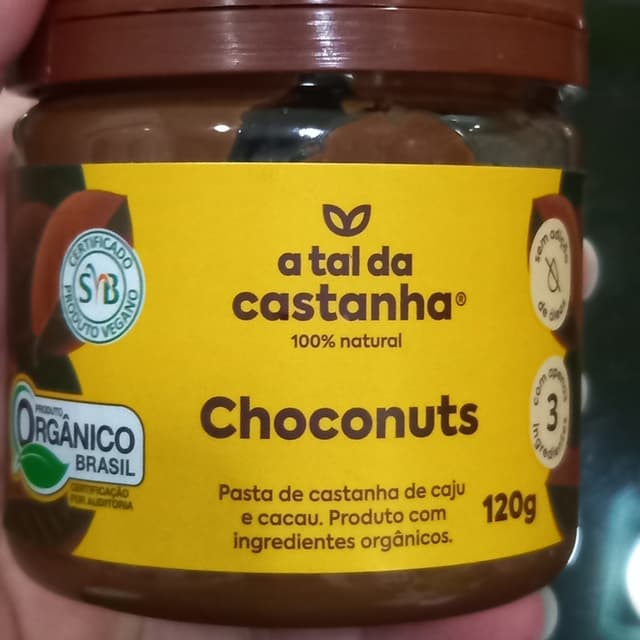 a tal da
castanha®
100% natural
Choconuts
Pasta de castanha de caju
e cacau. Produto com
ingredientes orgânicos.
120g
CERTIFICADO
SVB
PRODUTO VEGANO
PRODUTO
ORGÂNICO
BRASIL
CERTIFICAÇÃO
POR AUDITORIA
sem adição
de óleos
com apenas
3
ingredientes